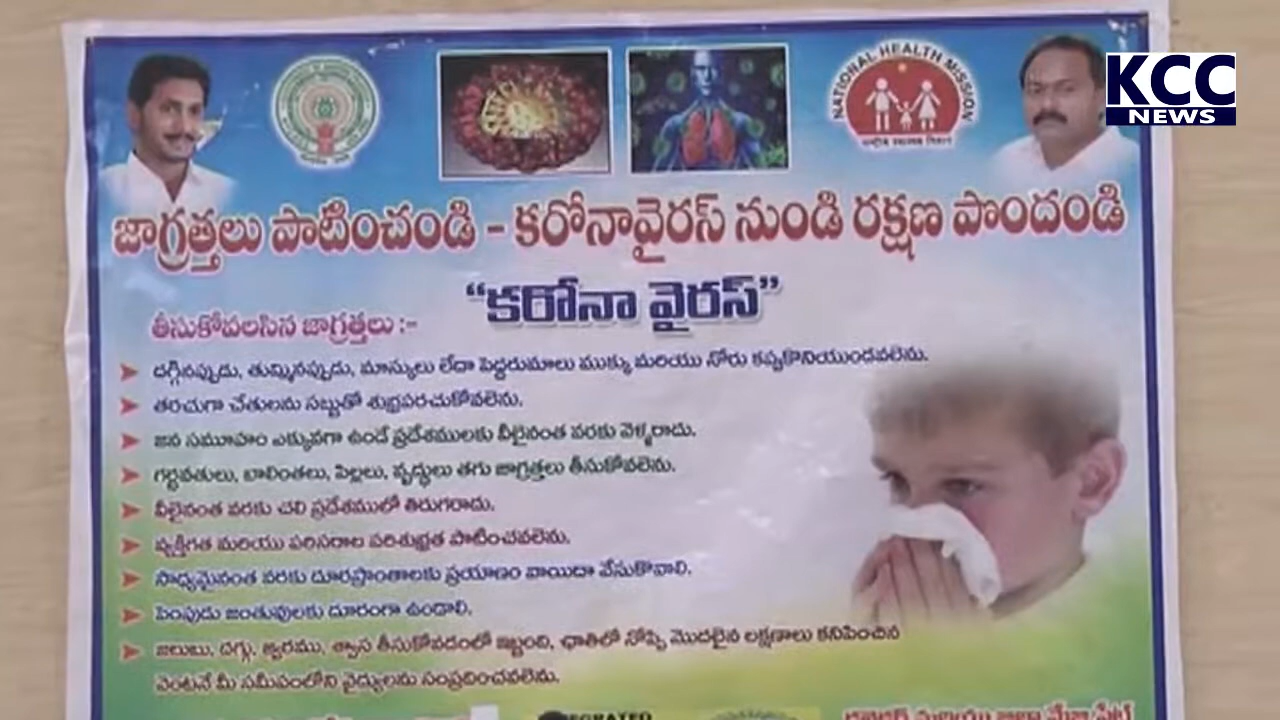 KCC
NEWS
NATIONAL HEALTH MISSION
జాగ్రత్తలు పాటించండి - కరోనావైరస్ నుండి రక్షణ పొందండి
“కరోనా వైరస్”
తీసుకోవలసిన జాగ్రత్తలు :-
దగ్గినప్పుడు, తుమ్మినప్పుడు, మాస్కులు లేదా పెద్దరుమాలు ముక్కు మరియు నోరు కప్పుకొనియుండవలెను.
తరచుగా చేతులను సబ్బుతో శుభ్రపరచుకోవలెను.
జన సమూహం ఎక్కువగా ఉండే ప్రదేశములకు వీలైనంత వరకు వెళ్ళరాదు.
గర్భవతులు, బాలింతలు, పిల్లలు, వృద్ధులు తగు జాగ్రత్తలు తీసుకోవలెను.
వీలైనంత వరకు చలి ప్రదేశములో తిరుగరాదు.
వ్యక్తిగత మరియు పరిసరాల పరిశుభ్రత పాటించవలెను.
సాధ్యమైనంత వరకు దూరప్రాంతాలకు ప్రయాణం వాయిదా వేసుకోవాలి.
పెంపుడు జంతువులకు దూరంగా ఉండాలి.
జలుబు, దగ్గు, జ్వరము, శ్వాస తీసుకోవడంలో ఇబ్బంది, ఛాతిలో నొప్పి మొదలైన లక్షణాలు కనిపించిన
వెంటనే మీ సమీపంలోని వైద్యులను సంప్రదించవలెను.